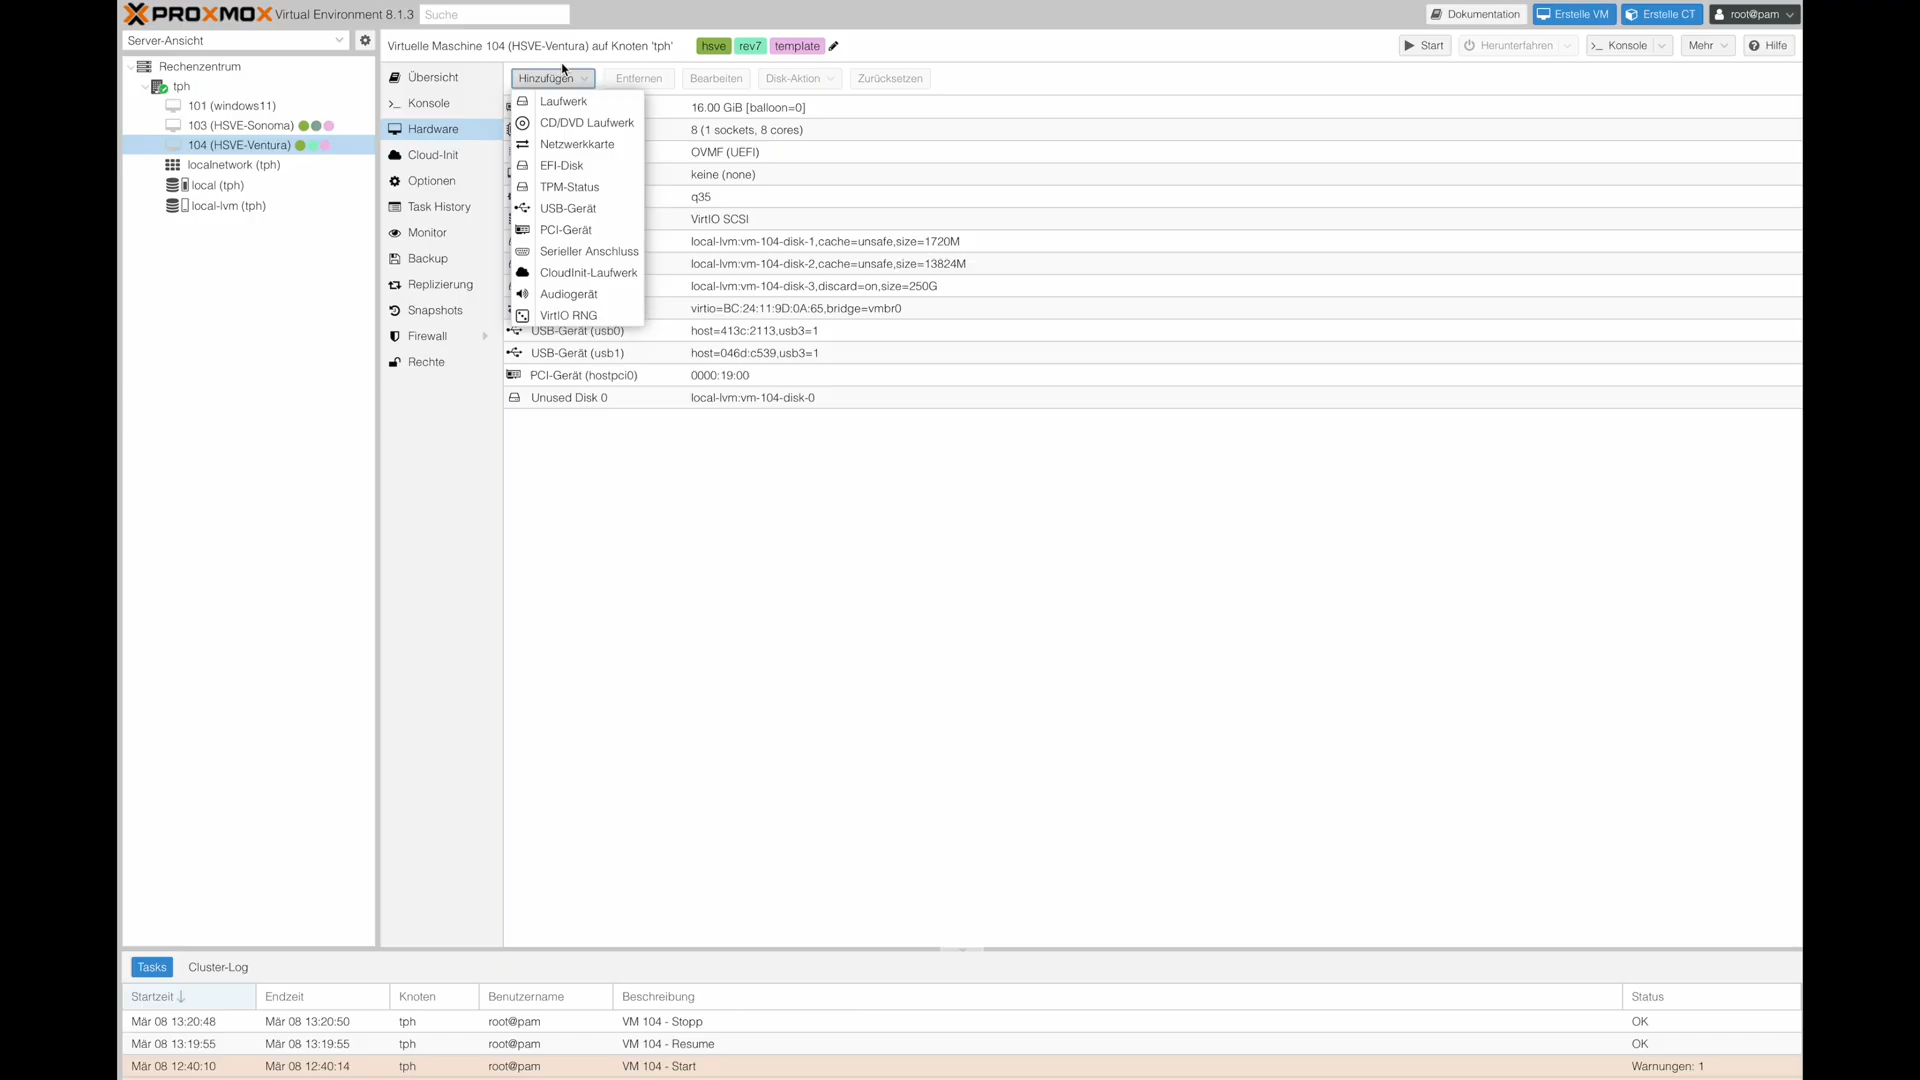 PROXMOX Virtual Environment 8.1.3 Suche Dokumentation Erstelle VM Erstelle CT root@pam
Server-Ansicht
Rechenzentrum
tph
101 (windows11)
103 (HSVE-Sonoma)
104 (HSVE-Ventura)
localnetwork (tph)
local (tph)
local-lvm (tph)
Virtuelle Maschine 104 (HSVE-Ventura) auf Knoten 'tph' hsve rev7 template Start Herunterfahren Konsole Mehr Hilfe
Übersicht
Konsole
Hardware
Cloud-Init
Optionen
Task History
Monitor
Backup
Replizierung
Snapshots
Firewall
Rechte
Hinzufügen Entfernen Bearbeiten Disk-Aktion Zurücksetzen
Laufwerk
CD/DVD Laufwerk
Netzwerkkarte
EFI-Disk
TPM-Status
USB-Gerät
PCI-Gerät
Serieller Anschluss
CloudInit-Laufwerk
Audiogerät
VirtIO RNG
16.00 GiB [balloon=0]
8 (1 sockets, 8 cores)
OVMF (UEFI)
keine (none)
q35
VirtIO SCSI
local-lvm:vm-104-disk-1,cache=unsafe,size=1720M
local-lvm:vm-104-disk-2,cache=unsafe,size=13824M
local-lvm:vm-104-disk-3,discard=on,size=250G
virtio=BC:24:11:9D:0A:65,bridge=vmbr0
USB-Gerät (usb0) host=413c:2113,usb3=1
USB-Gerät (usb1) host=046d:c539,usb3=1
PCI-Gerät (hostpci0) 0000:19:00
Unused Disk 0 local-lvm:vm-104-disk-0
Tasks Cluster-Log
Startzeit Endzeit Knoten Benutzername Beschreibung Status
Mär 08 13:20:48 Mär 08 13:20:50 tph root@pam VM 104 - Stopp OK
Mär 08 13:19:55 Mär 08 13:19:55 tph root@pam VM 104 - Resume OK
Mär 08 12:40:10 Mär 08 12:40:14 tph root@pam VM 104 - Start Warnungen: 1